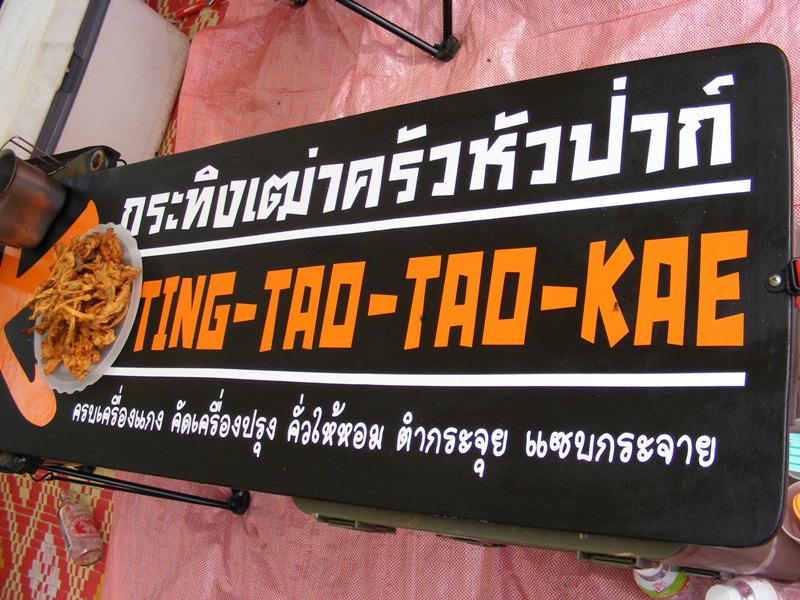 กระทิงเฒ่าครัวหัวป่าก์
TING-TAO-TAO-KAE
ครบเครื่องแกง คัดเครื่องปรุง คั่วให้หอม ตำกระจุย แซบกระจาย